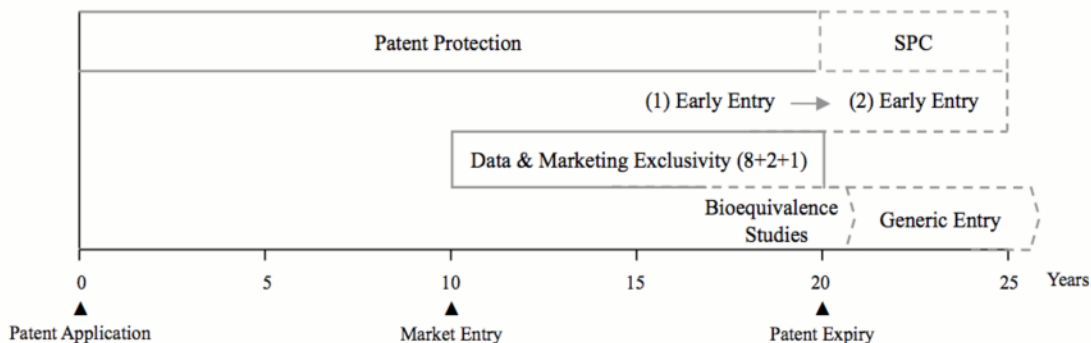 Patent Protection SPC
(1) Early Entry (2) Early Entry
Data & Marketing Exclusivity (8+2+1)
Bioequivalence
Studies
Generic Entry
0 5 10 15 20 25 Years
Patent Application Market Entry Patent Expiry